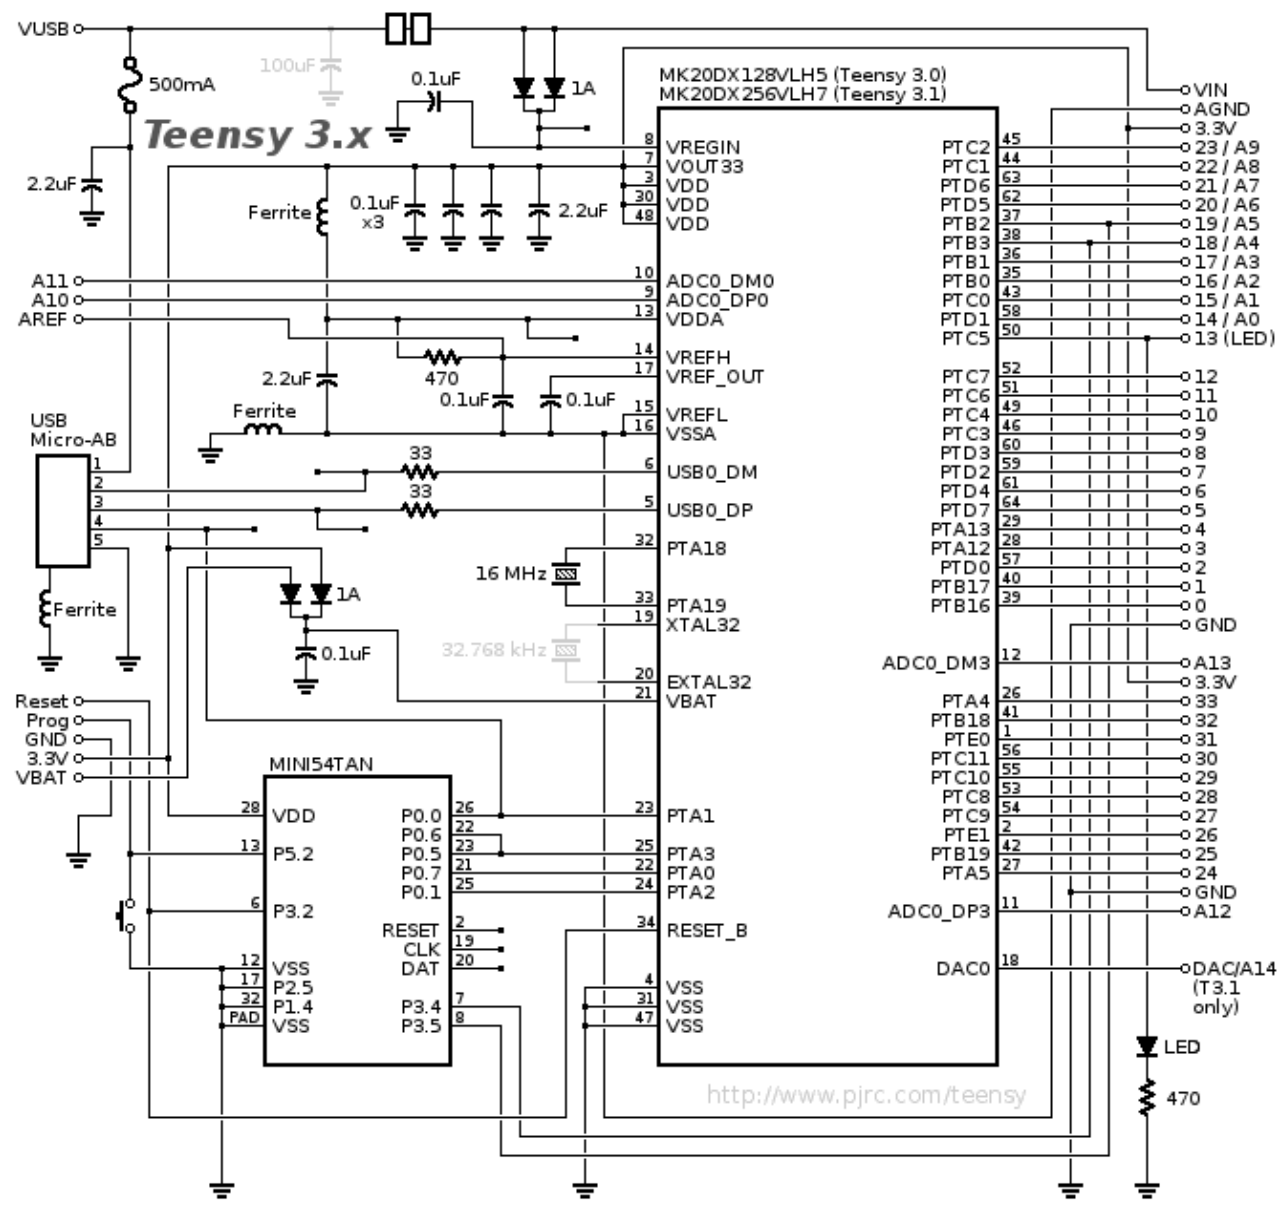 VUSB
100uF
500mA
0.1uF
1A
Teensy 3.x
MK20DX128VLH5 (Teensy 3.0)
MK20DX256VLH7 (Teensy 3.1)
VIN
AGND
3.3V
8 VREGIN
7 VOUT33
3 VDD
30 VDD
48 VDD
PTC2 45 23 / A9
PTC1 44 22 / A8
PTD6 63 21 / A7
PTD5 62 20 / A6
PTB2 37 19 / A5
PTB3 38 18 / A4
PTB1 36 17 / A3
PTB0 35 16 / A2
PTC0 43 15 / A1
PTD1 58 14 / A0
PTC5 50 13 (LED)
2.2uF
Ferrite
0.1uF
x3
2.2uF
A11
A10
AREF
10 ADC0_DM0
9 ADC0_DP0
13 VDDA
14 VREFH
17 VREF_OUT
470
2.2uF
0.1uF
0.1uF
Ferrite
15 VREFL
16 VSSA
PTC7 52 12
PTC6 51 11
PTC4 49 10
PTC3 46 9
PTD3 60 8
PTD2 59 7
PTD4 61 6
PTD7 64 5
PTA13 29 4
PTA12 28 3
PTD0 57 2
PTB17 40 1
PTB16 39 0
GND
USB
Micro-AB
1
2
3
4
5
33
33
6 USB0_DM
5 USB0_DP
32 PTA18
16 MHz
33 PTA19
19 XTAL32
32.768 kHz
20 EXTAL32
21 VBAT
Ferrite
1A
0.1uF
ADC0_DM3 12 A13
3.3V
PTA4 26 33
PTB18 41 32
PTE0 1 31
PTC11 56 30
PTC10 55 29
PTC8 53 28
PTC9 54 27
PTE1 2 26
PTB19 42 25
PTA5 27 24
GND
ADC0_DP3 11 A12
DAC0 18 DAC/A14
(T3.1
only)
Reset
Prog
GND
3.3V
VBAT
MINI54TAN
28 VDD
13 P5.2
6 P3.2
12 VSS
17 P2.5
32 P1.4
PAD VSS
P0.0 26
P0.6 22
P0.5 23
P0.7 21
P0.1 25
RESET 2
CLK 19
DAT 20
P3.4 7
P3.5 8
23 PTA1
25 PTA3
22 PTA0
24 PTA2
34 RESET_B
4 VSS
31 VSS
47 VSS
LED
470
http://www.pjrc.com/teensy